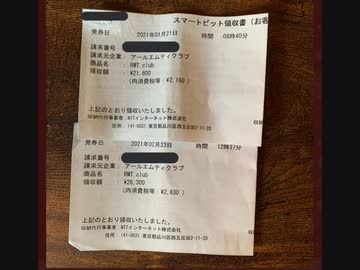 スマートピット領収書（お客
発券日 2021年01月21日 時間 08時40分
請求番号
請求元企業 : アールエムティクラブ
商品名 : RMT.club
領収額 ¥21,600
(内消費税等: ¥2,160)
上記のとおり領収いたしました。
収納代行事業者:NTTインターネット株式会社
住所 : 141-0031 東京都品川区西五反田2-11-20
発券日 2021年02月23日 時間 12時37分
請求番号
請求元企業 : アールエムティクラブ
商品名 : RMT.club
領収額 ¥26,300
(内消費税等: ¥2,630)
上記のとおり領収いたしました。
収納代行事業者:NTTインターネット株式会社
住所 : 141-0031 東京都品川区西五反田2-11-20